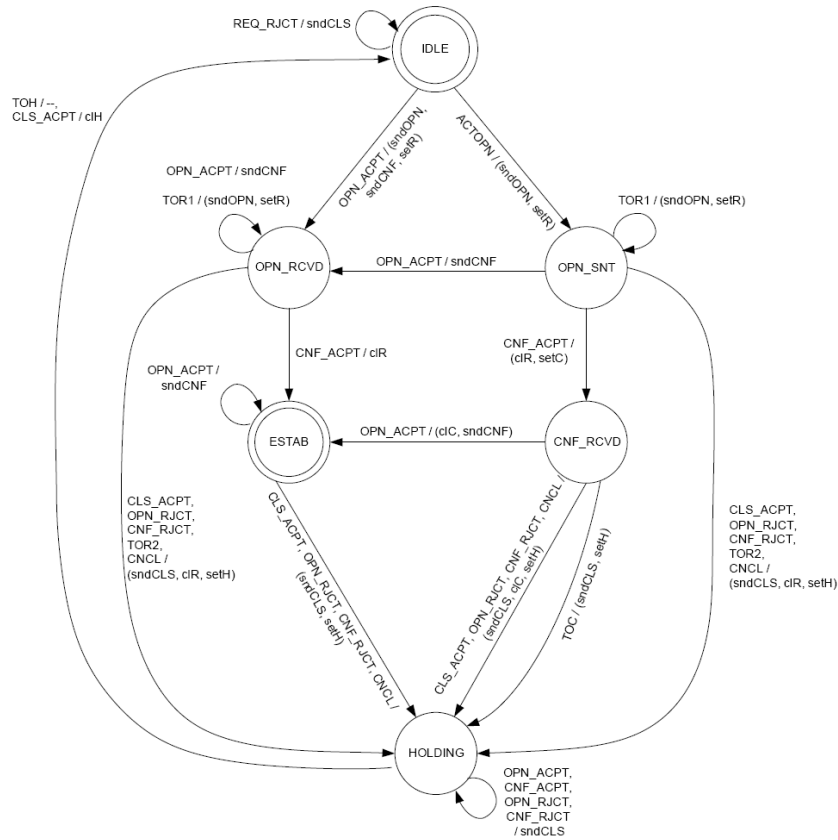 REQ_RJCT / sndCLS
IDLE
TOH / --,
CLS_ACPT / clH
OPN_ACPT / (sndOPN,
sndCNF, setR)
ACTOPN / (sndOPN, setR)
OPN_ACPT / sndCNF
TOR1 / (sndOPN, setR)
TOR1 / (sndOPN, setR)
OPN_RCVD
OPN_ACPT / sndCNF
OPN_SNT
CNF_ACPT / clR
CNF_ACPT /
(clR, setC)
OPN_ACPT /
sndCNF
ESTAB
OPN_ACPT / (clC, sndCNF)
CNF_RCVD
CLS_ACPT,
OPN_RJCT,
CNF_RJCT,
TOR2,
CNCL /
(sndCLS, clR, setH)
CLS_ACPT, OPN_RJCT, CNF_RJCT, CNCL /
(sndCLS, setH)
CLS_ACPT, OPN_RJCT, CNF_RJCT, CNCL /
(sndCLS, clC, setH)
TOC / (sndCLS, setH)
CLS_ACPT,
OPN_RJCT,
CNF_RJCT,
TOR2,
CNCL /
(sndCLS, clR, setH)
HOLDING
OPN_ACPT,
CNF_ACPT,
OPN_RJCT,
CNF_RJCT
/ sndCLS